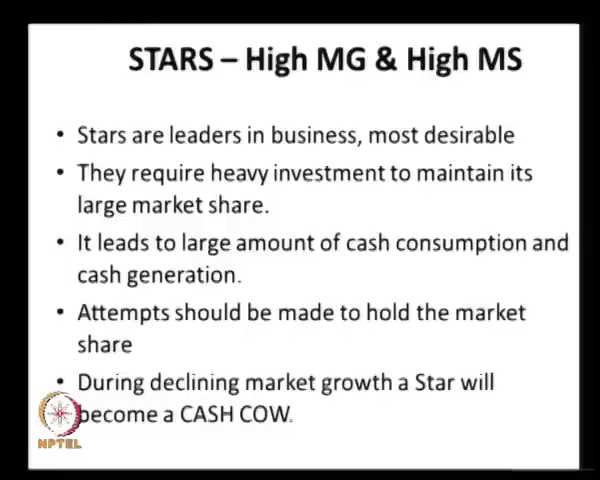 STARS – High MG & High MS
• Stars are leaders in business, most desirable
• They require heavy investment to maintain its
large market share.
• It leads to large amount of cash consumption and
cash generation.
• Attempts should be made to hold the market
share
• During declining market growth a Star will
become a CASH COW.
NPTEL